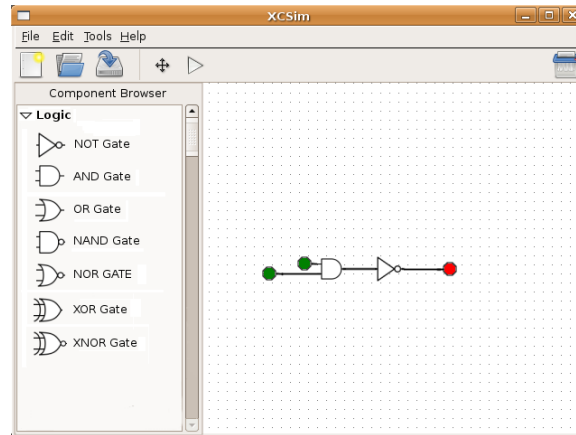 XCSim
File Edit Tools Help
Component Browser
Logic
NOT Gate
AND Gate
OR Gate
NAND Gate
NOR GATE
XOR Gate
XNOR Gate